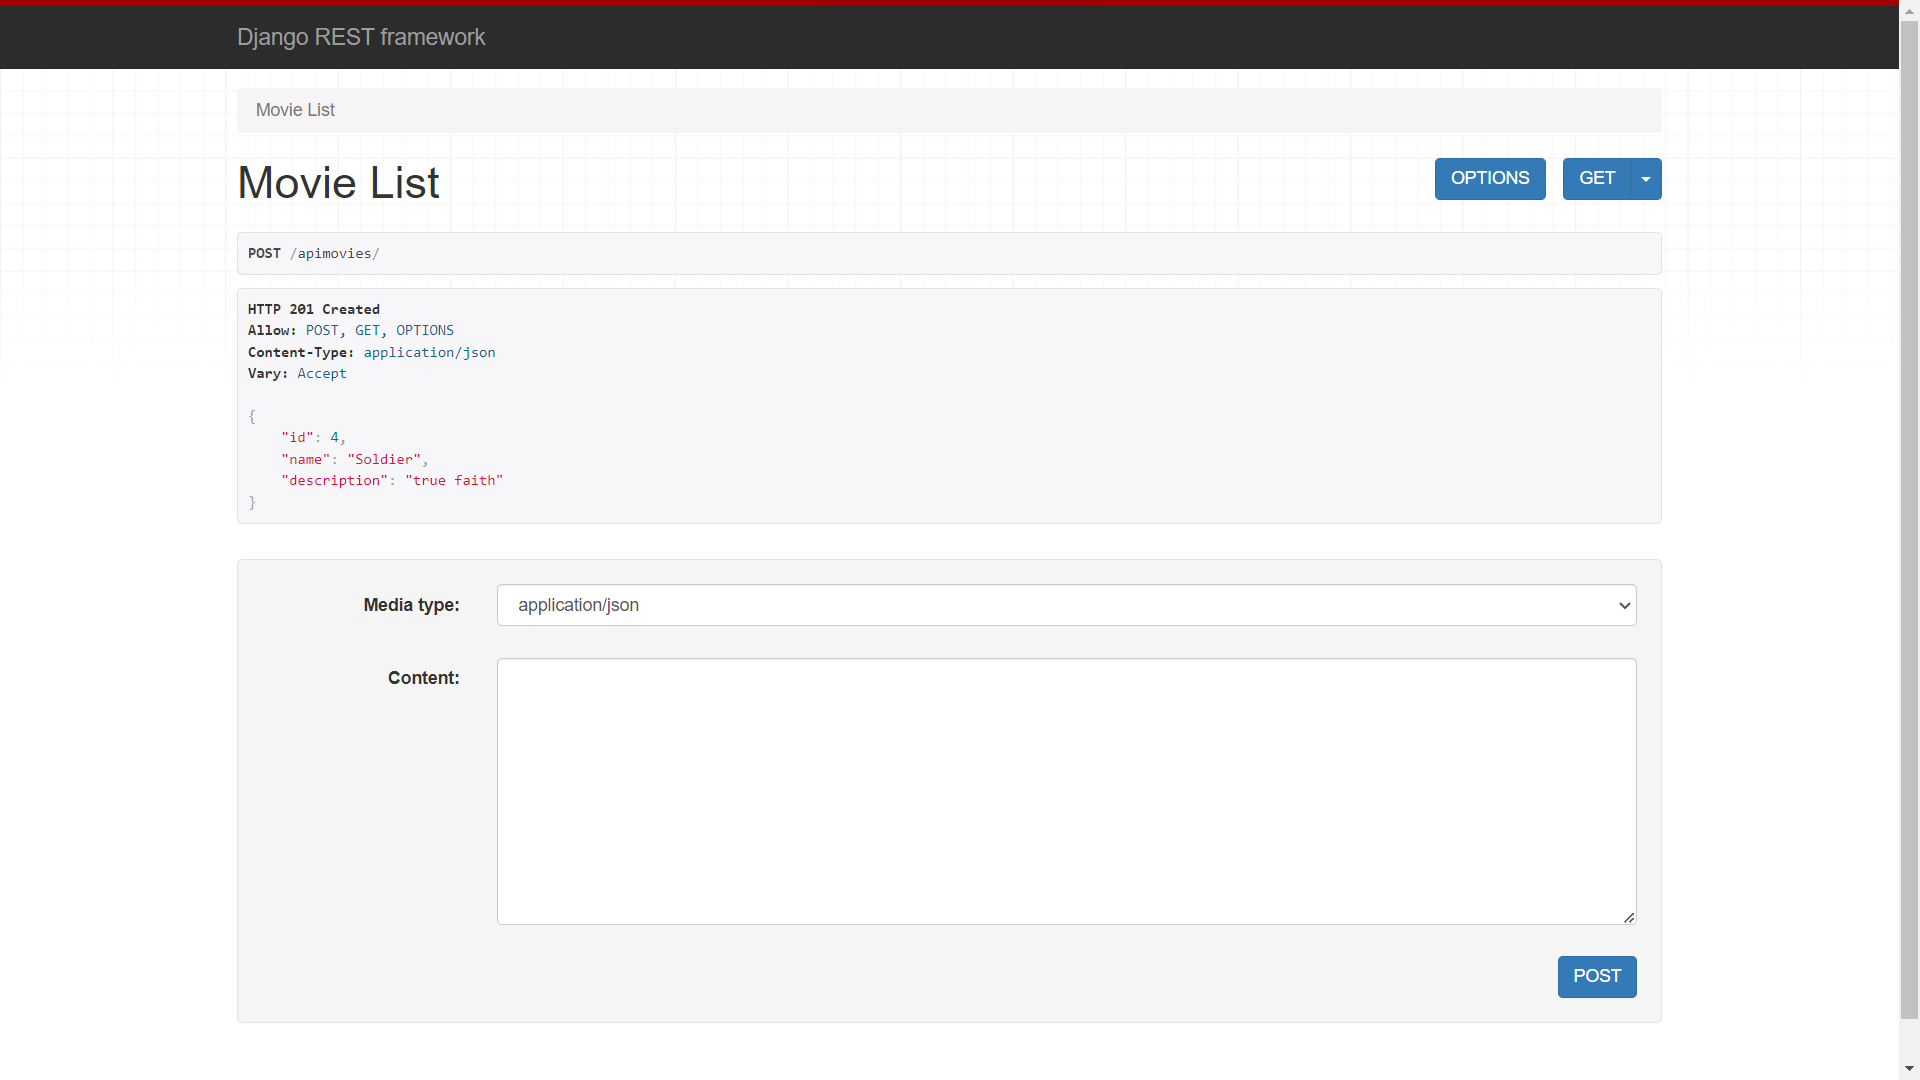 Django REST framework
Movie List
Movie List
OPTIONS GET
POST /apimovies/
HTTP 201 Created
Allow: POST, GET, OPTIONS
Content-Type: application/json
Vary: Accept
{
    "id": 4,
    "name": "Soldier",
    "description": "true faith"
}
Media type: application/json
Content:
POST